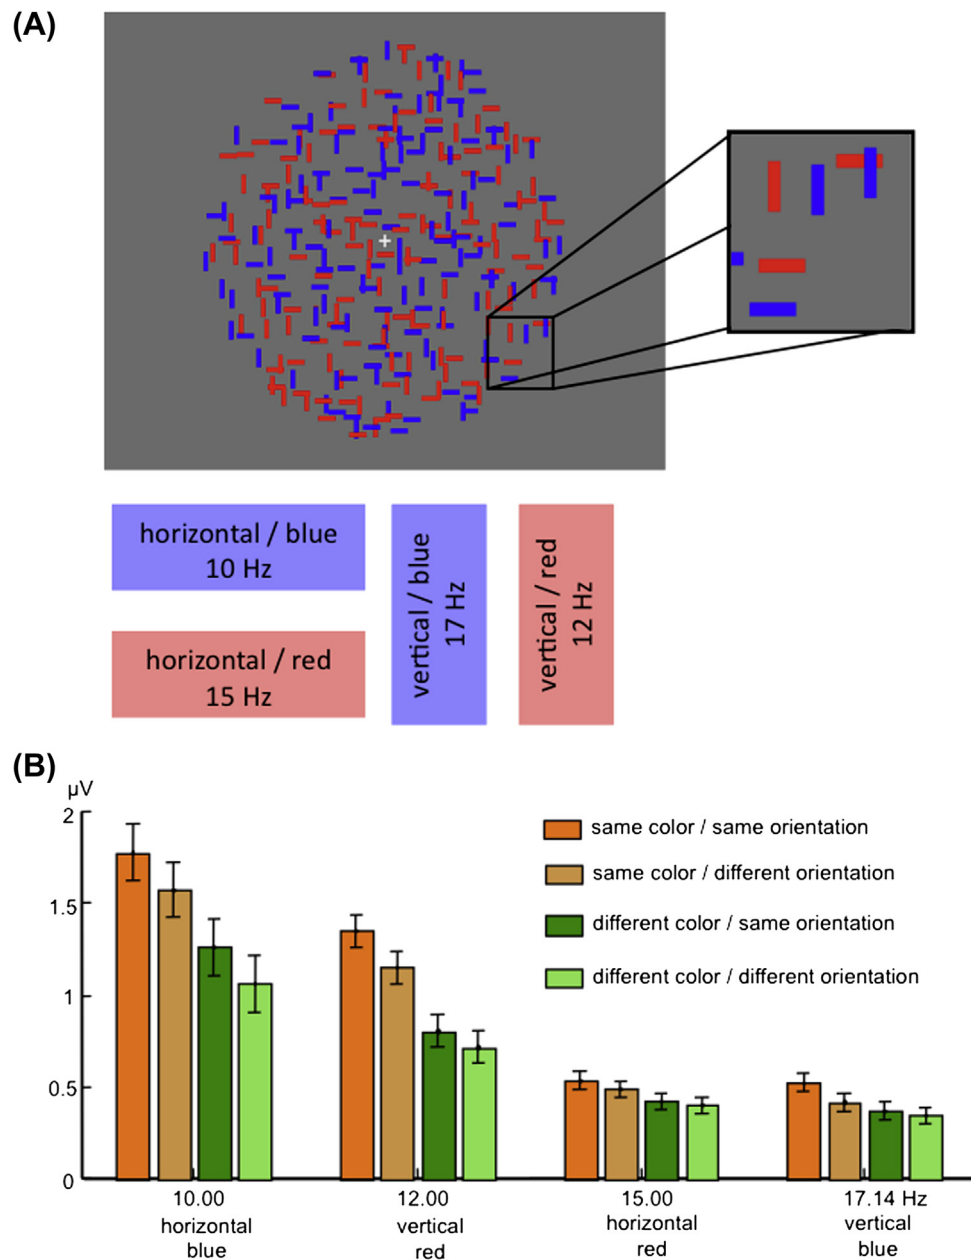 (A)
horizontal / blue
10 Hz
horizontal / red
15 Hz
vertical / blue
17 Hz
vertical / red
12 Hz
(B)
µV
2
1.5
1
0.5
0
same color / same orientation
same color / different orientation
different color / same orientation
different color / different orientation
10.00
horizontal
blue
12.00
vertical
red
15.00
horizontal
red
17.14 Hz
vertical
blue